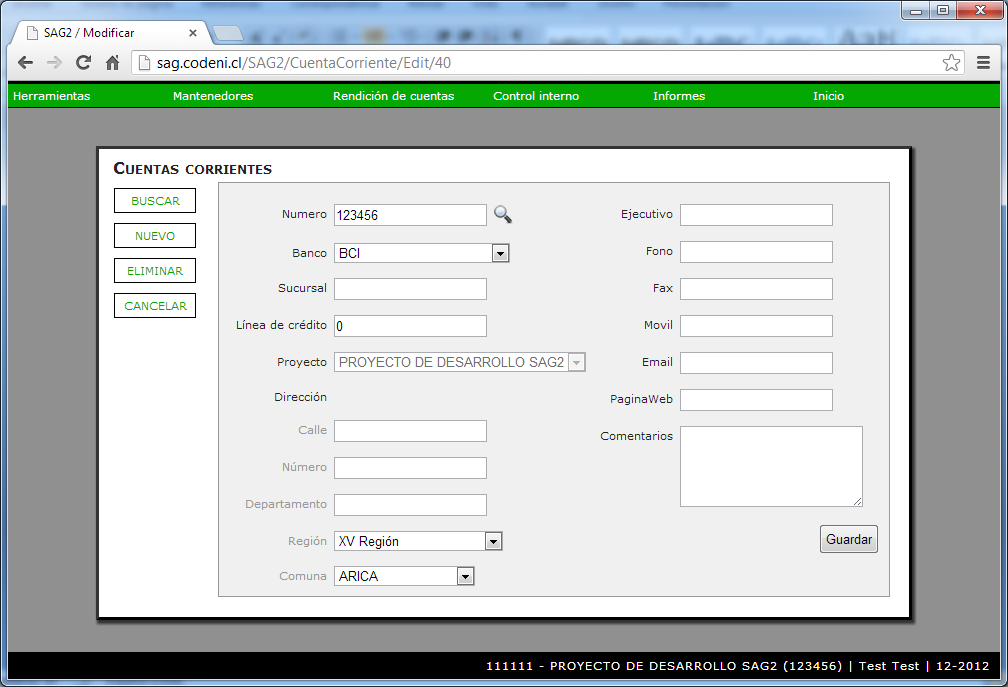 SAG2 / Modificar
sag.codeni.cl/SAG2/CuentaCorriente/Edit/40
Herramientas Mantenedores Rendición de cuentas Control interno Informes Inicio
Cuentas corrientes
BUSCAR
NUEVO
ELIMINAR
CANCELAR
Numero 123456
Banco BCI
Sucursal
Línea de crédito 0
Proyecto PROYECTO DE DESARROLLO SAG2
Dirección
Calle
Número
Departamento
Región XV Región
Comuna ARICA
Ejecutivo
Fono
Fax
Movil
Email
PaginaWeb
Comentarios
Guardar
111111 - PROYECTO DE DESARROLLO SAG2 (123456) | Test Test | 12-2012